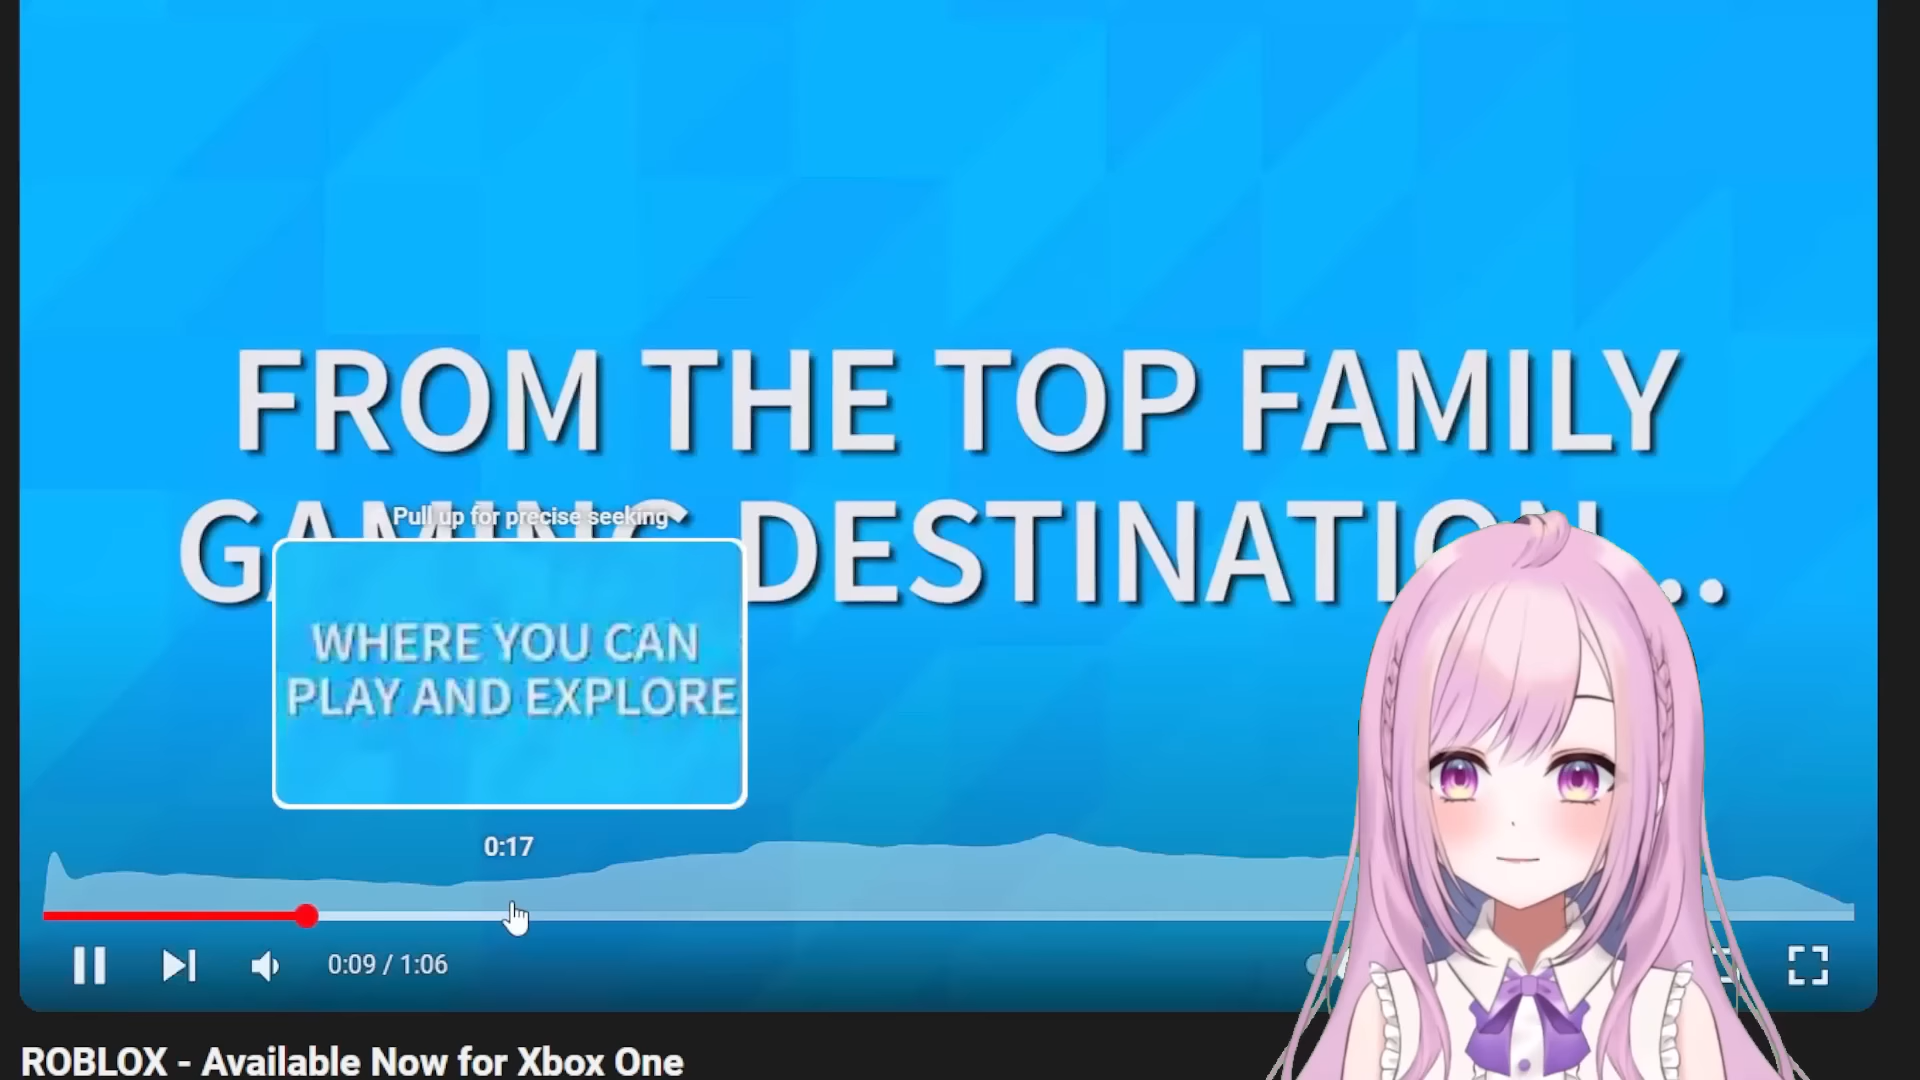 FROM THE TOP FAMILY
DESTINATI
Pull up for precise seeking
WHERE YOU CAN
PLAY AND EXPLORE
0:17
0:09 / 1:06
ROBLOX - Available Now for Xbox One